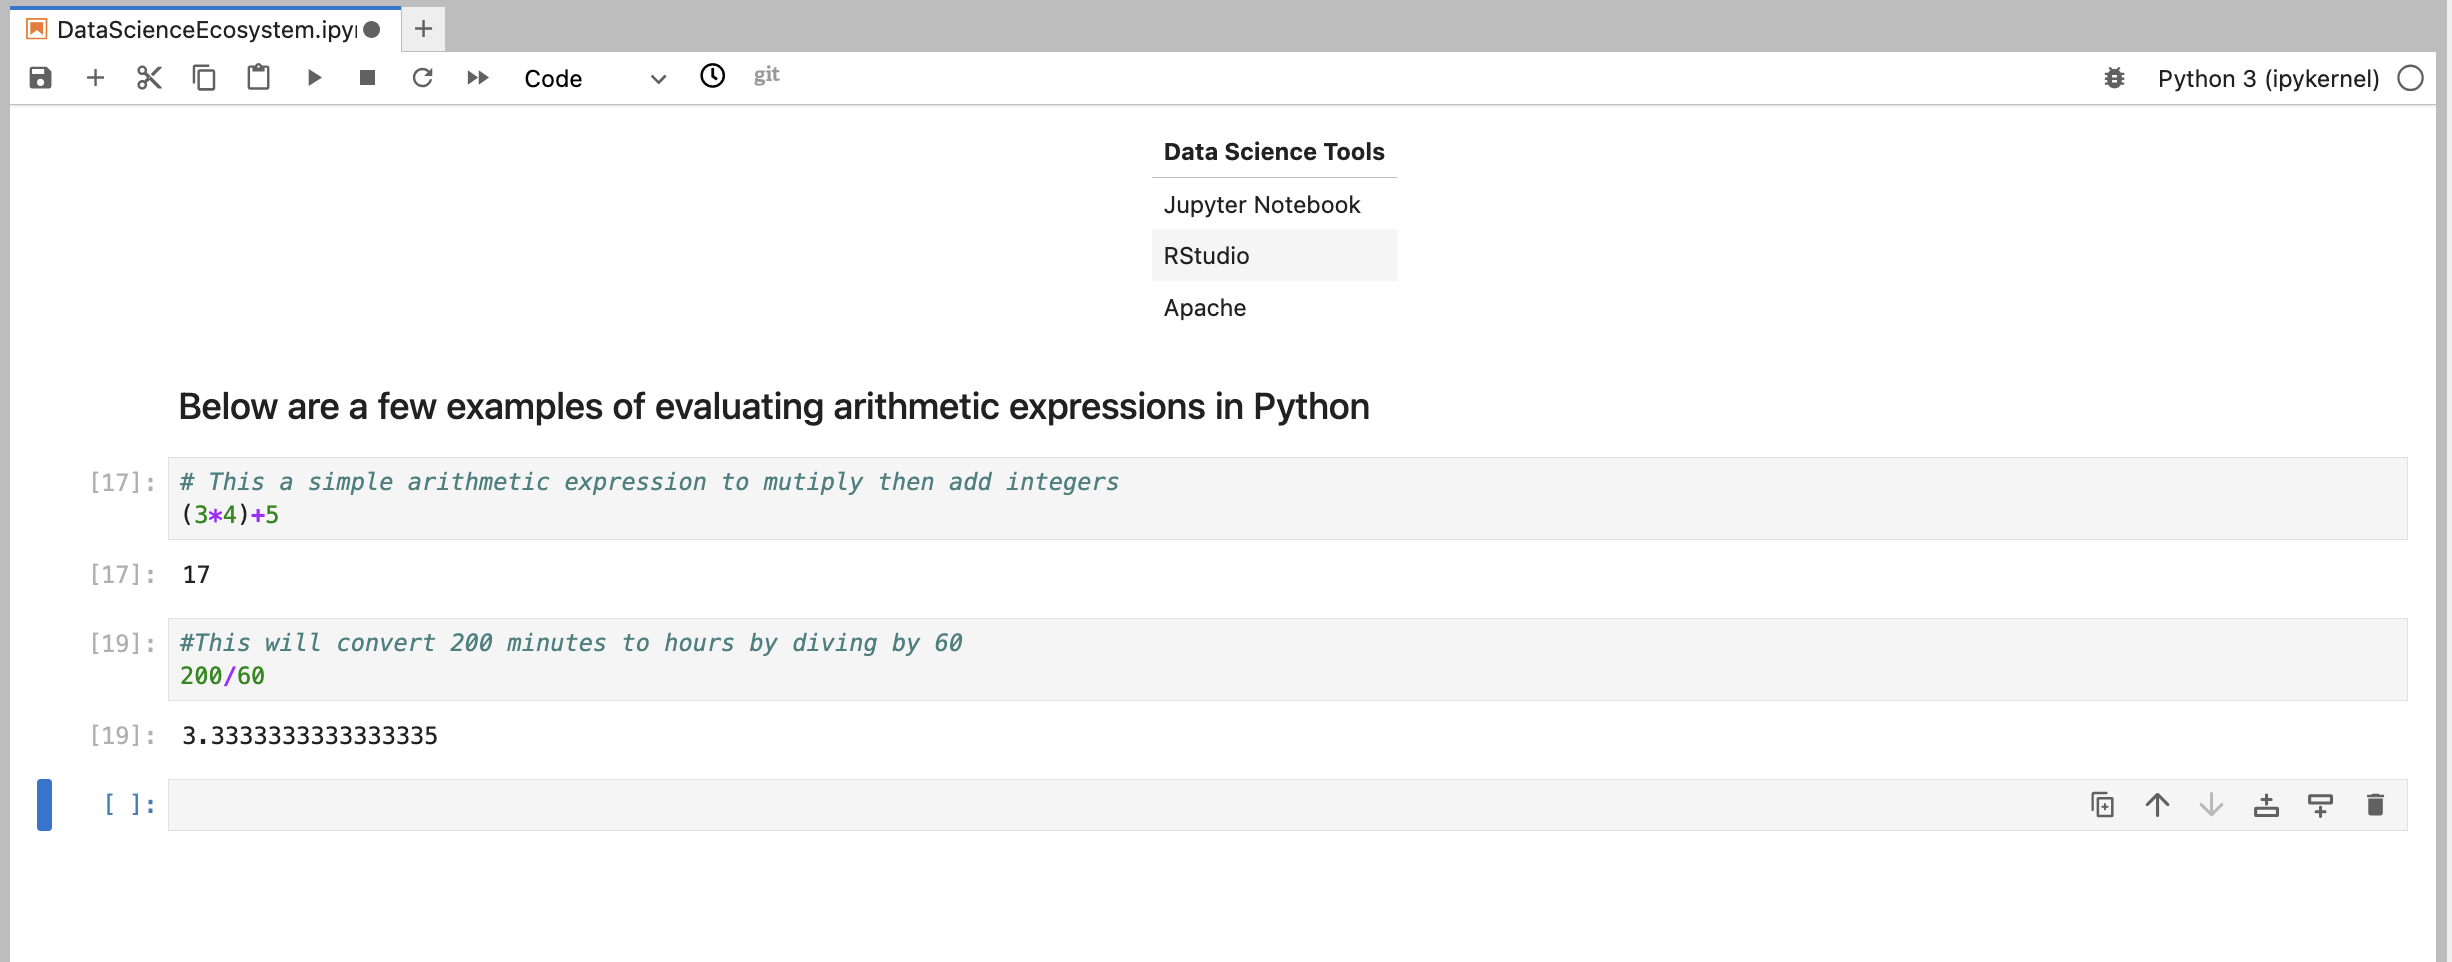 DataScienceEcosystem.ipyn
Code
git
Python 3 (ipykernel)
Data Science Tools
Jupyter Notebook
RStudio
Apache
Below are a few examples of evaluating arithmetic expressions in Python
[17]: # This a simple arithmetic expression to mutiply then add integers
(3*4)+5
[17]: 17
[19]: #This will convert 200 minutes to hours by diving by 60
200/60
[19]: 3.3333333333333335
[ ]: